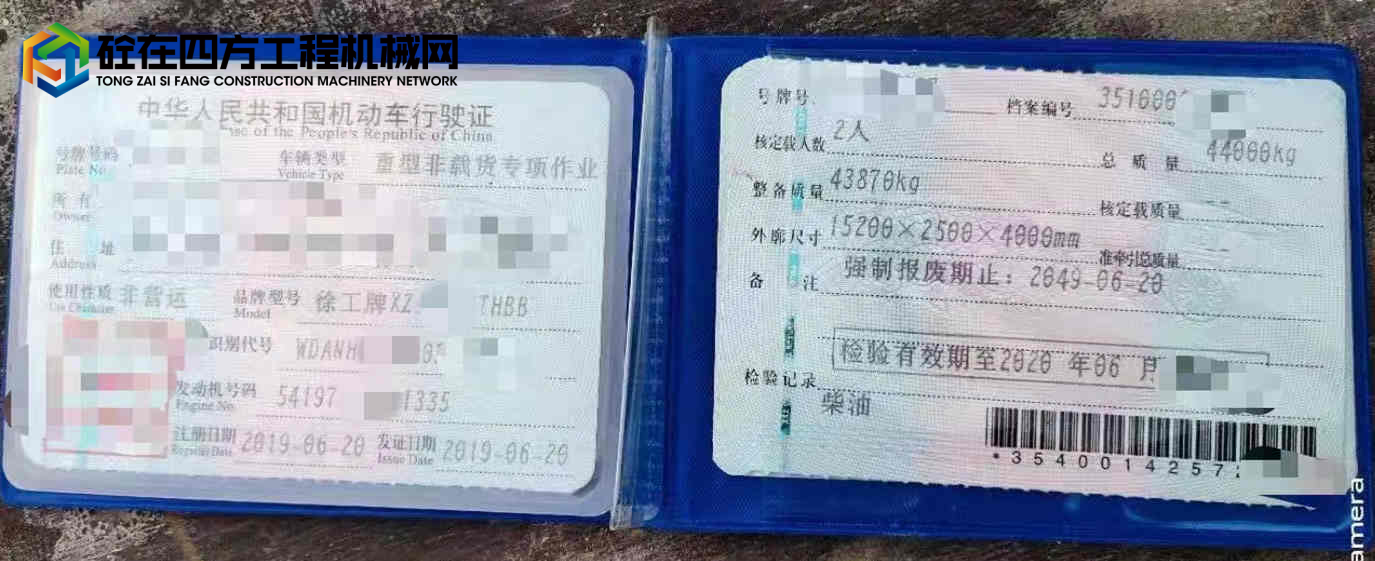 砼在四方工程机械网
TONG ZAI SI FANG CONSTRUCTION MACHINERY NETWORK
中华人民共和国机动车行驶证
of the People's Republic of China
号牌号码
Plate No.
车辆类型
Vehicle Type
重型非载货专项作业
所有
Owner
住 址
Address
使用性质
Use Character
非营运
品牌型号
Model
徐工牌XZ
THBB
识别代号
WDANH
发动机号码
Engine No.
54197
1335
注册日期
Register Date
2019-06-20
发证日期
Issue Date
2019-06-20
号牌号
档案编号
351000
核定载人数
2人
总 质 量
44000kg
整备质量
43870kg
核定载质量
--
外廓尺寸
15200×2500×4000mm
准牵引总质量
--
备 注
强制报废期止：2049-06-20
检验有效期至2020 年06 月
检验记录
柴油
*354001425 7
amera